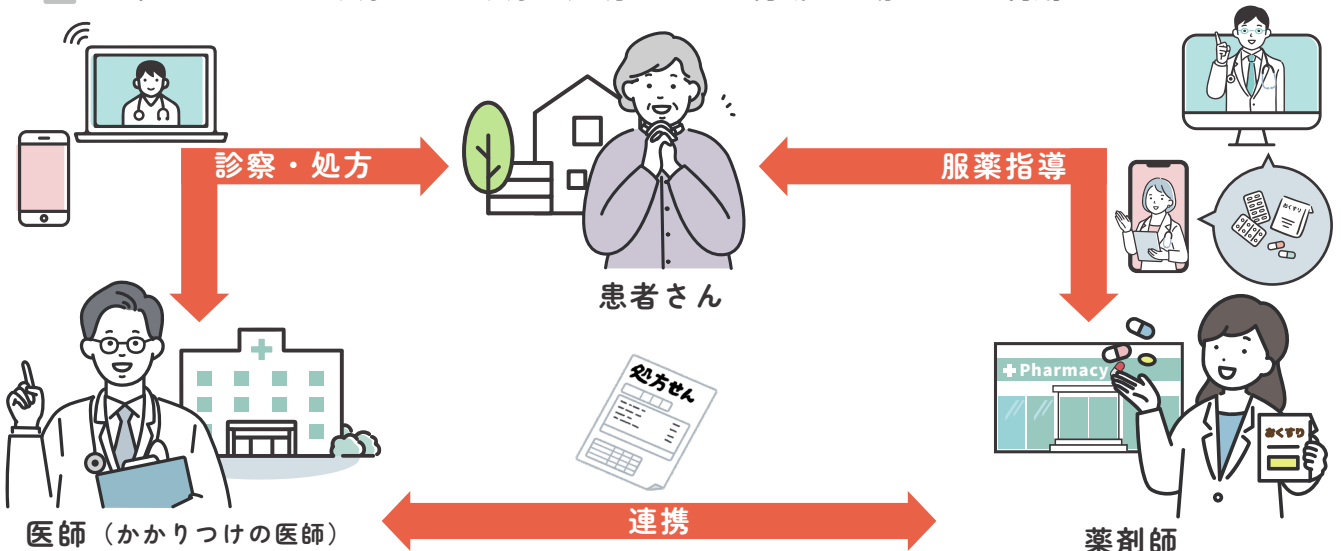 診察・処方
服薬指導
おくすり
患者さん
処方せん
Pharmacy
おくすり
連携
医師（かかりつけの医師）
薬剤師